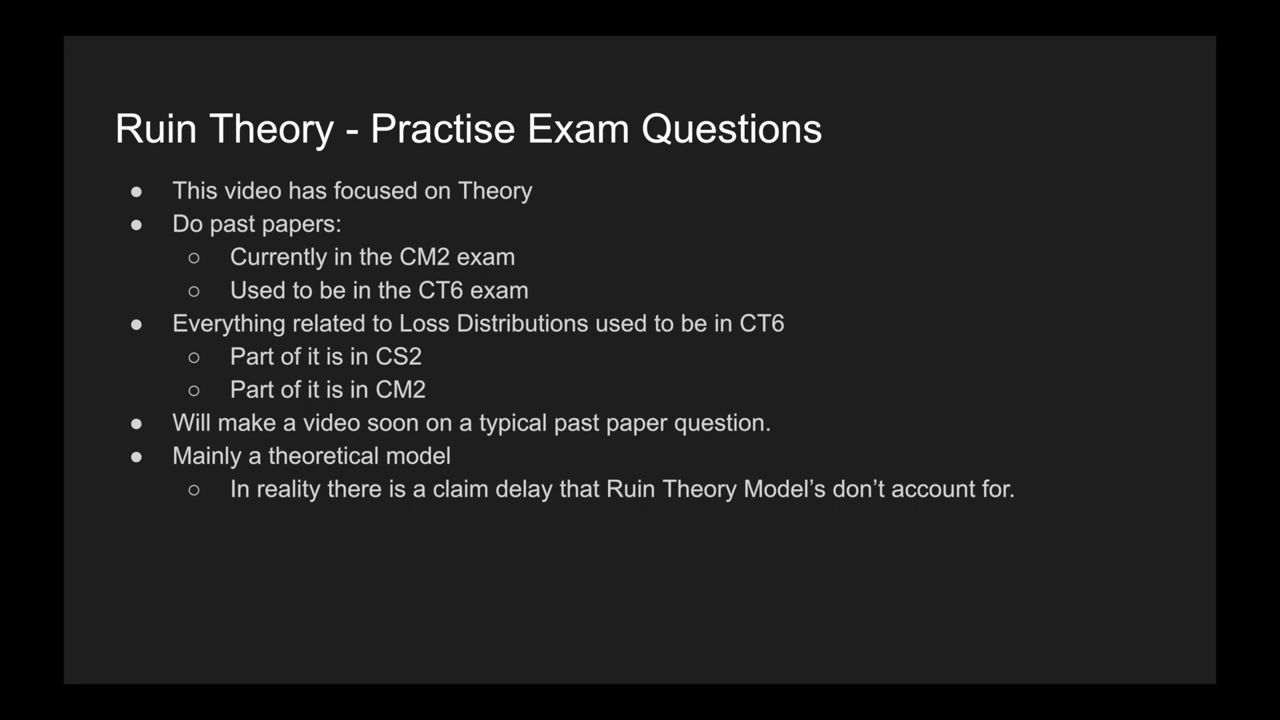 Ruin Theory - Practise Exam Questions
● This video has focused on Theory
● Do past papers:
○ Currently in the CM2 exam
○ Used to be in the CT6 exam
● Everything related to Loss Distributions used to be in CT6
○ Part of it is in CS2
○ Part of it is in CM2
● Will make a video soon on a typical past paper question.
● Mainly a theoretical model
○ In reality there is a claim delay that Ruin Theory Model’s don’t account for.